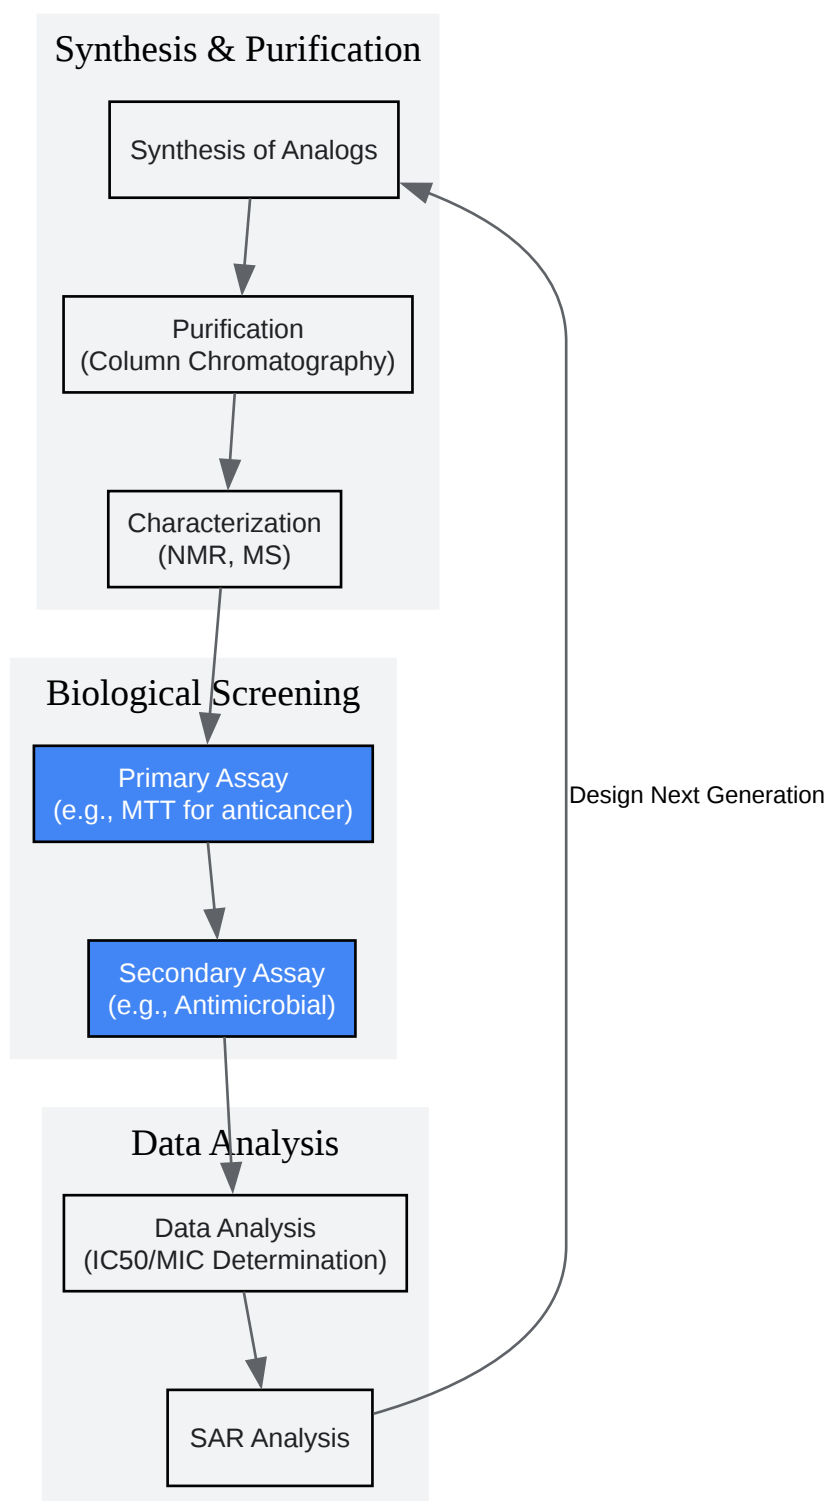 Synthesis & Purification
Synthesis of Analogs
Purification
(Column Chromatography)
Characterization
(NMR, MS)
Biological Screening
Primary Assay
(e.g., MTT for anticancer)
Design Next Generation
Secondary Assay
(e.g., Antimicrobial)
Data Analysis
Data Analysis
(IC50/MIC Determination)
SAR Analysis